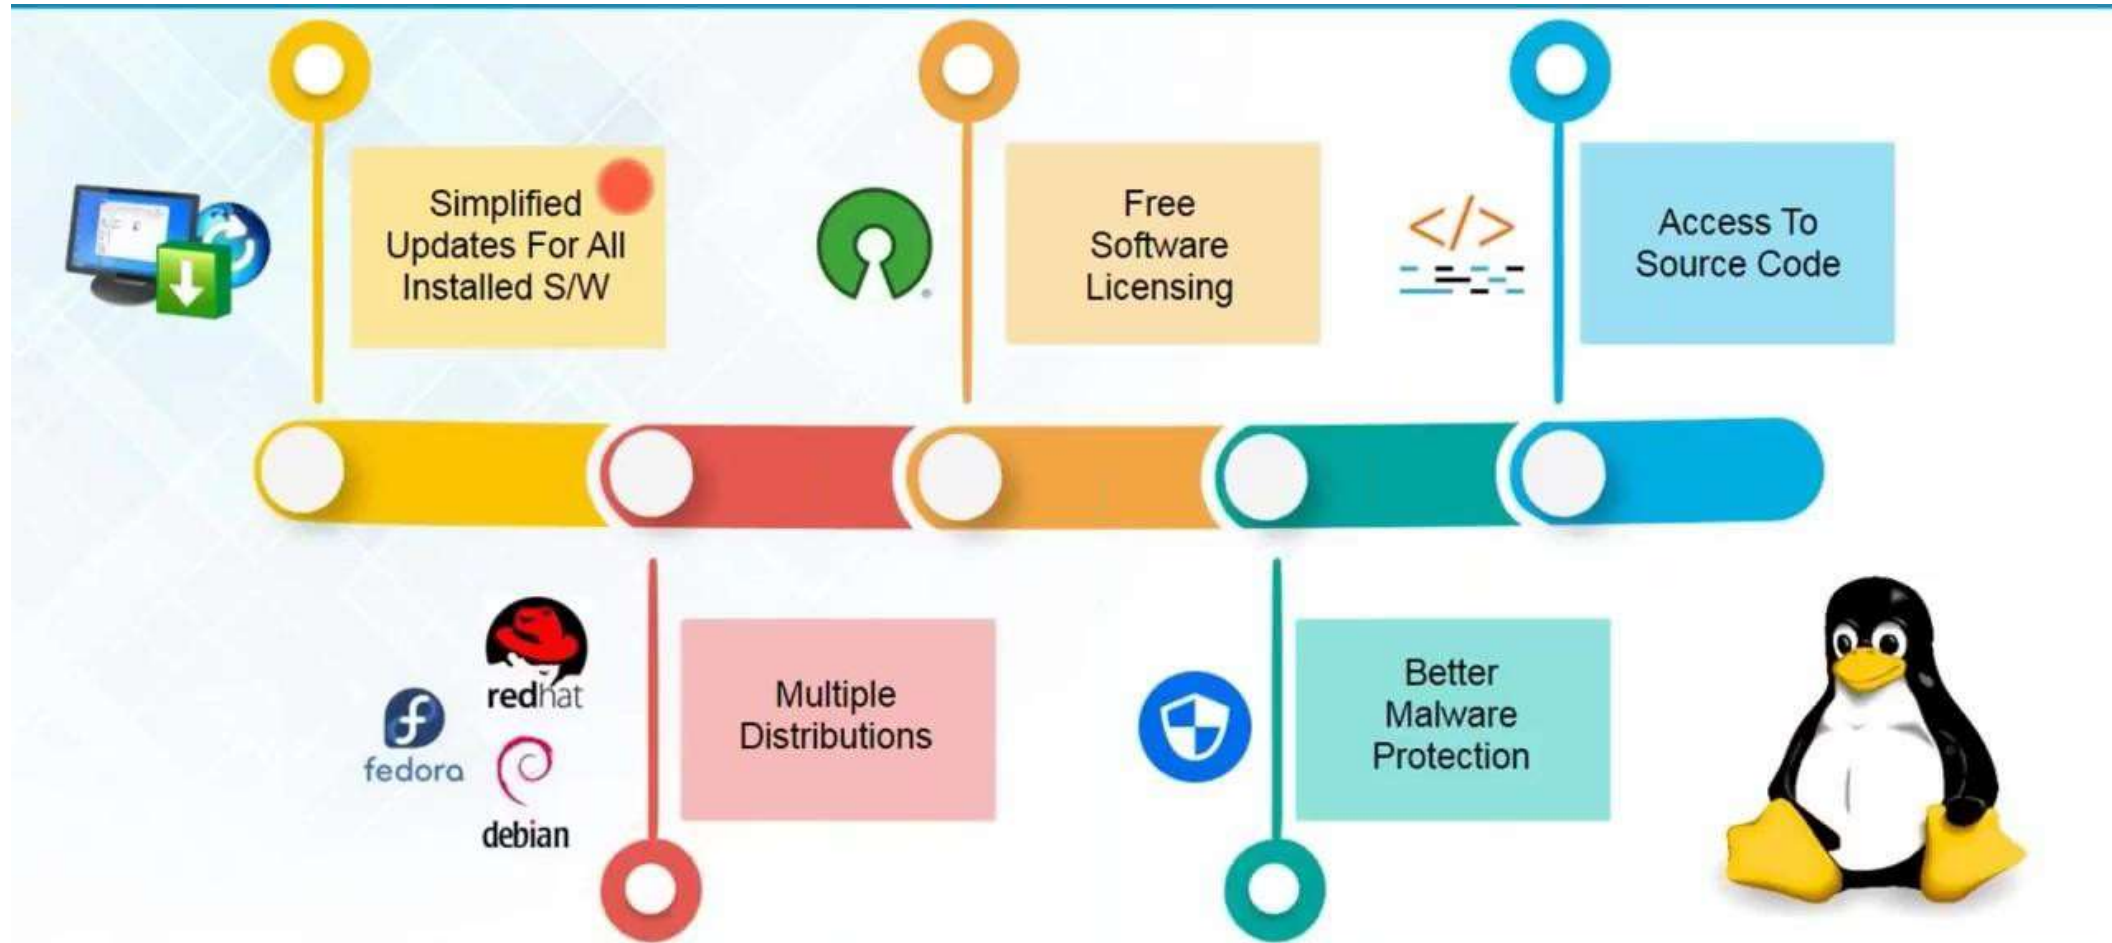 Simplified
Updates For All
Installed S/W
Free
Software
Licensing
</>
Access To
Source Code
redhat
fedora
debian
Multiple
Distributions
Better
Malware
Protection